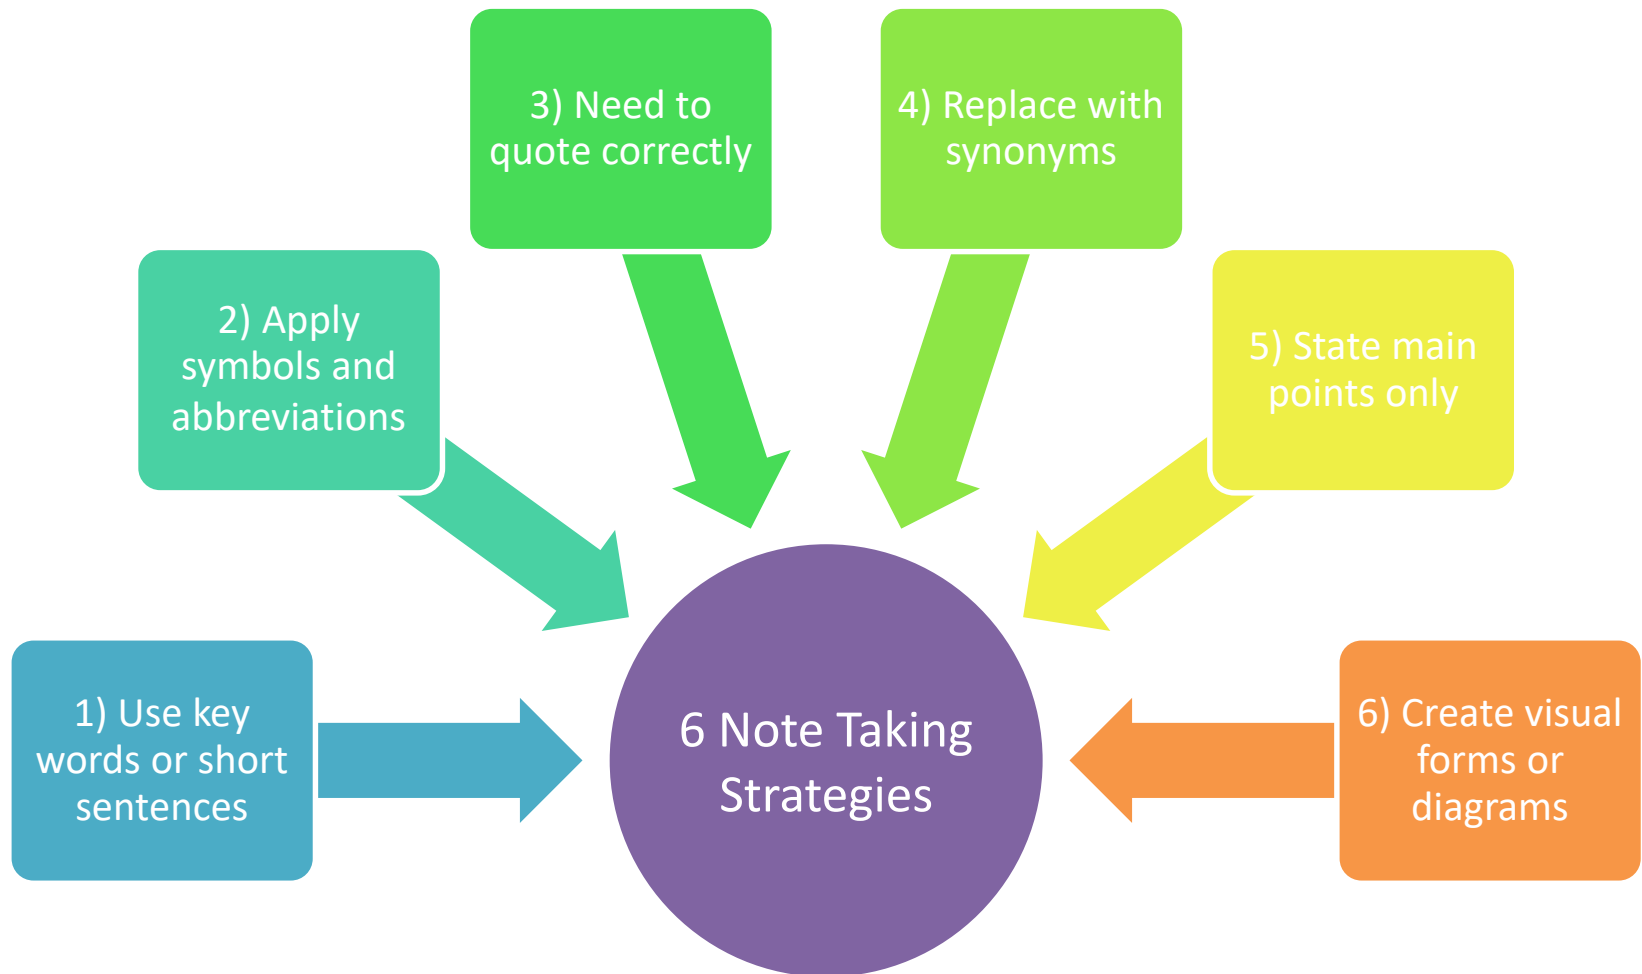 1) Use key
words or short
sentences
2) Apply
symbols and
abbreviations
3) Need to
quote correctly
4) Replace with
synonyms
5) State main
points only
6) Create visual
forms or
diagrams
6 Note Taking
Strategies